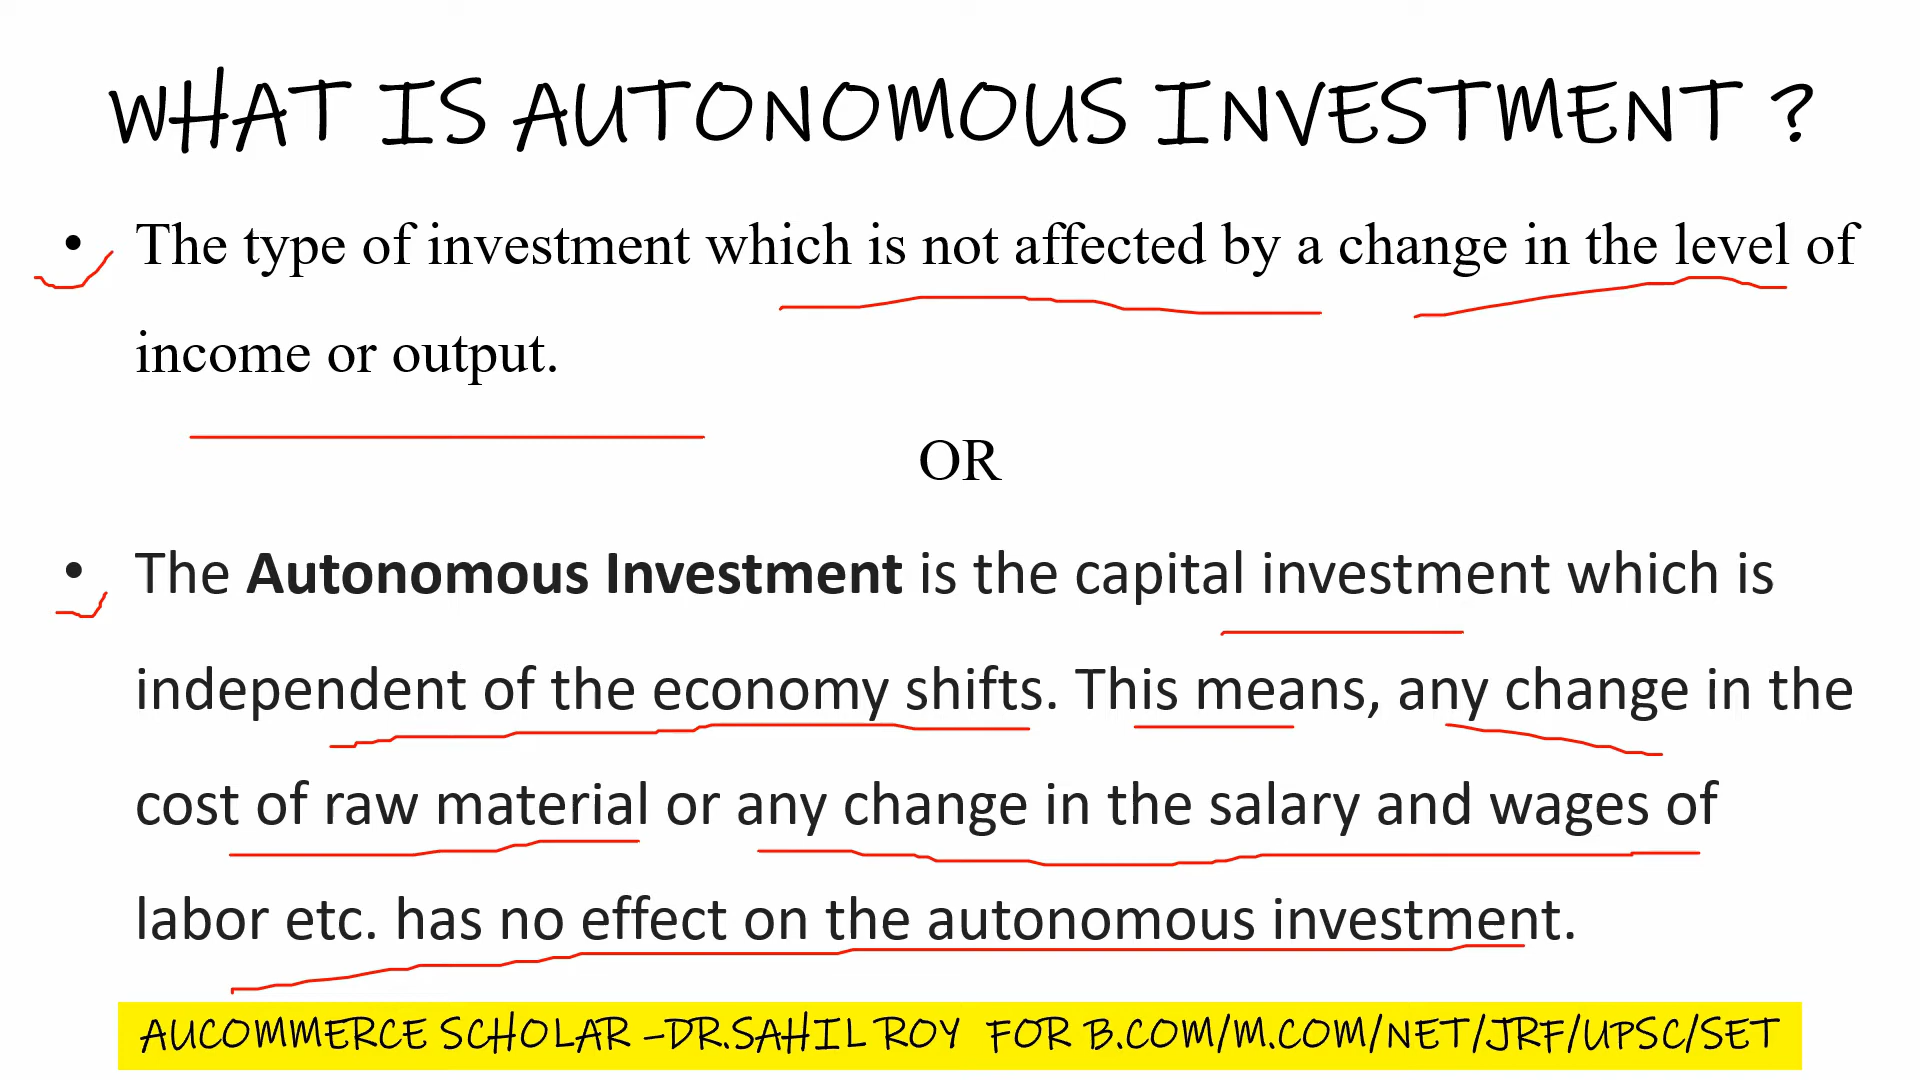 WHAT IS AUTONOMOUS INVESTMENT ?
• The type of investment which is not affected by a change in the level of
income or output.
OR
• The Autonomous Investment is the capital investment which is
independent of the economy shifts. This means, any change in the
cost of raw material or any change in the salary and wages of
labor etc. has no effect on the autonomous investment.
AUCOMMERCE SCHOLAR –DR.SAHIL ROY FOR B.COM/M.COM/NET/JRF/UPSC/SET